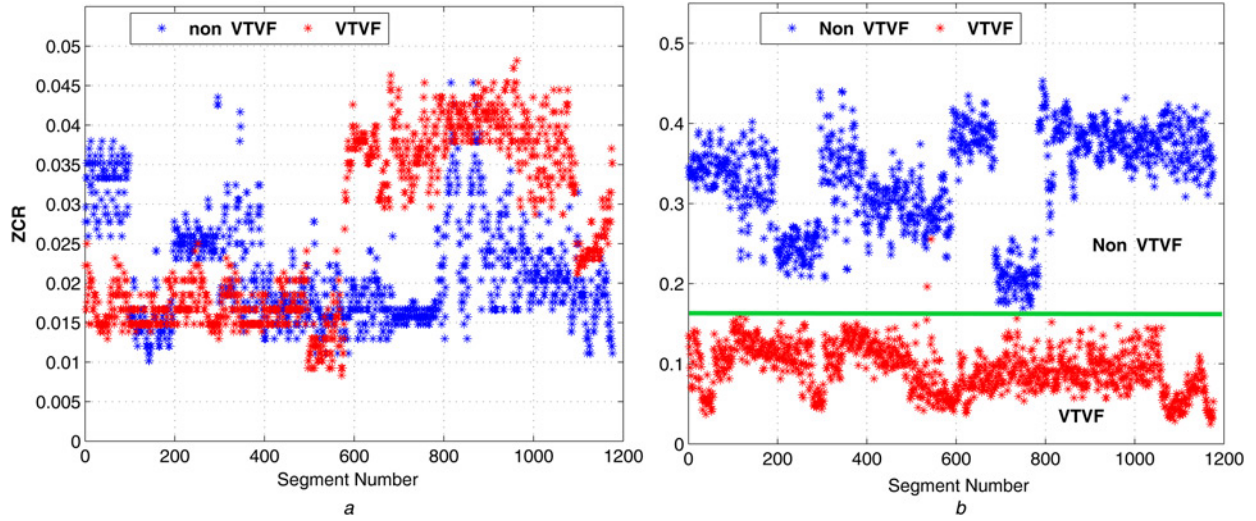 non VTVF VTVF
0.05
0.045
0.04
0.035
0.03
0.025
0.02
0.015
0.01
0.005
0
ZCR
0 200 400 600 800 1000 1200
Segment Number
a
Non VTVF VTVF
0.5
0.4
0.3
0.2
0.1
0
Non VTVF
VTVF
0 200 400 600 800 1000 1200
Segment Number
b